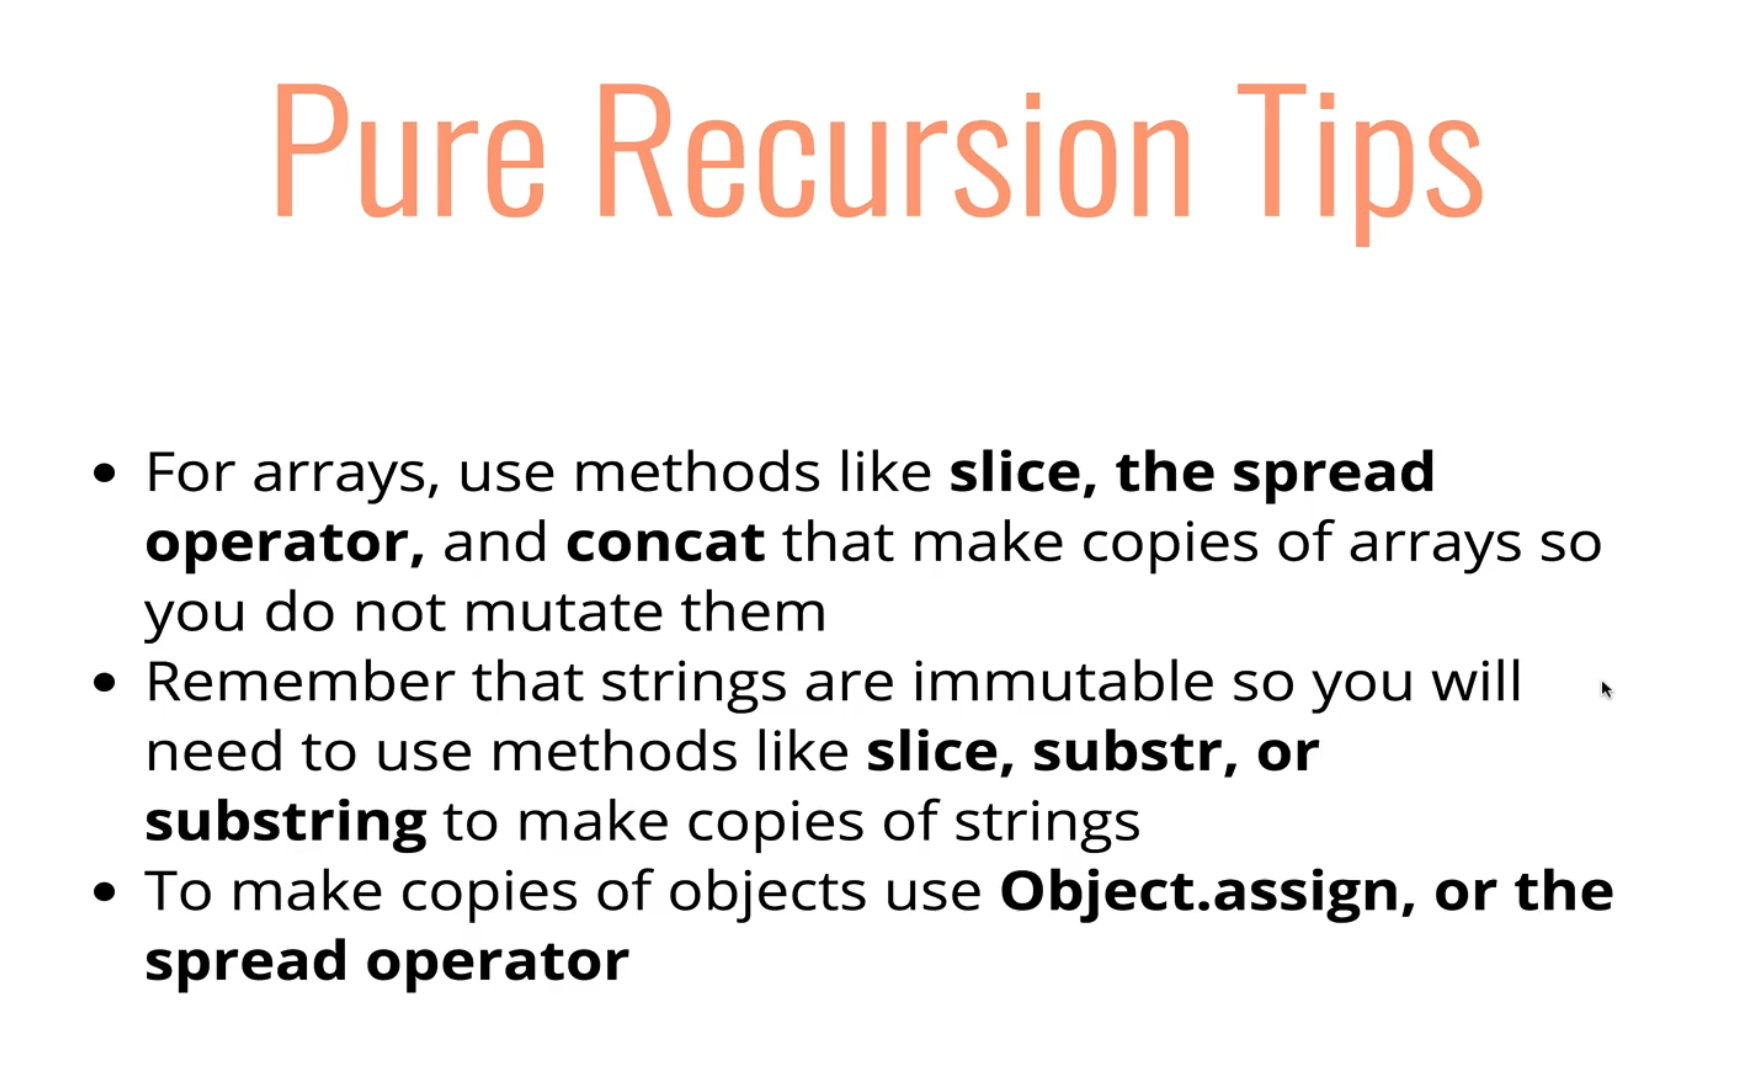 Pure Recursion Tips
• For arrays, use methods like slice, the spread
operator, and concat that make copies of arrays so
you do not mutate them
• Remember that strings are immutable so you will
need to use methods like slice, substr, or
substring to make copies of strings
• To make copies of objects use Object.assign, or the
spread operator